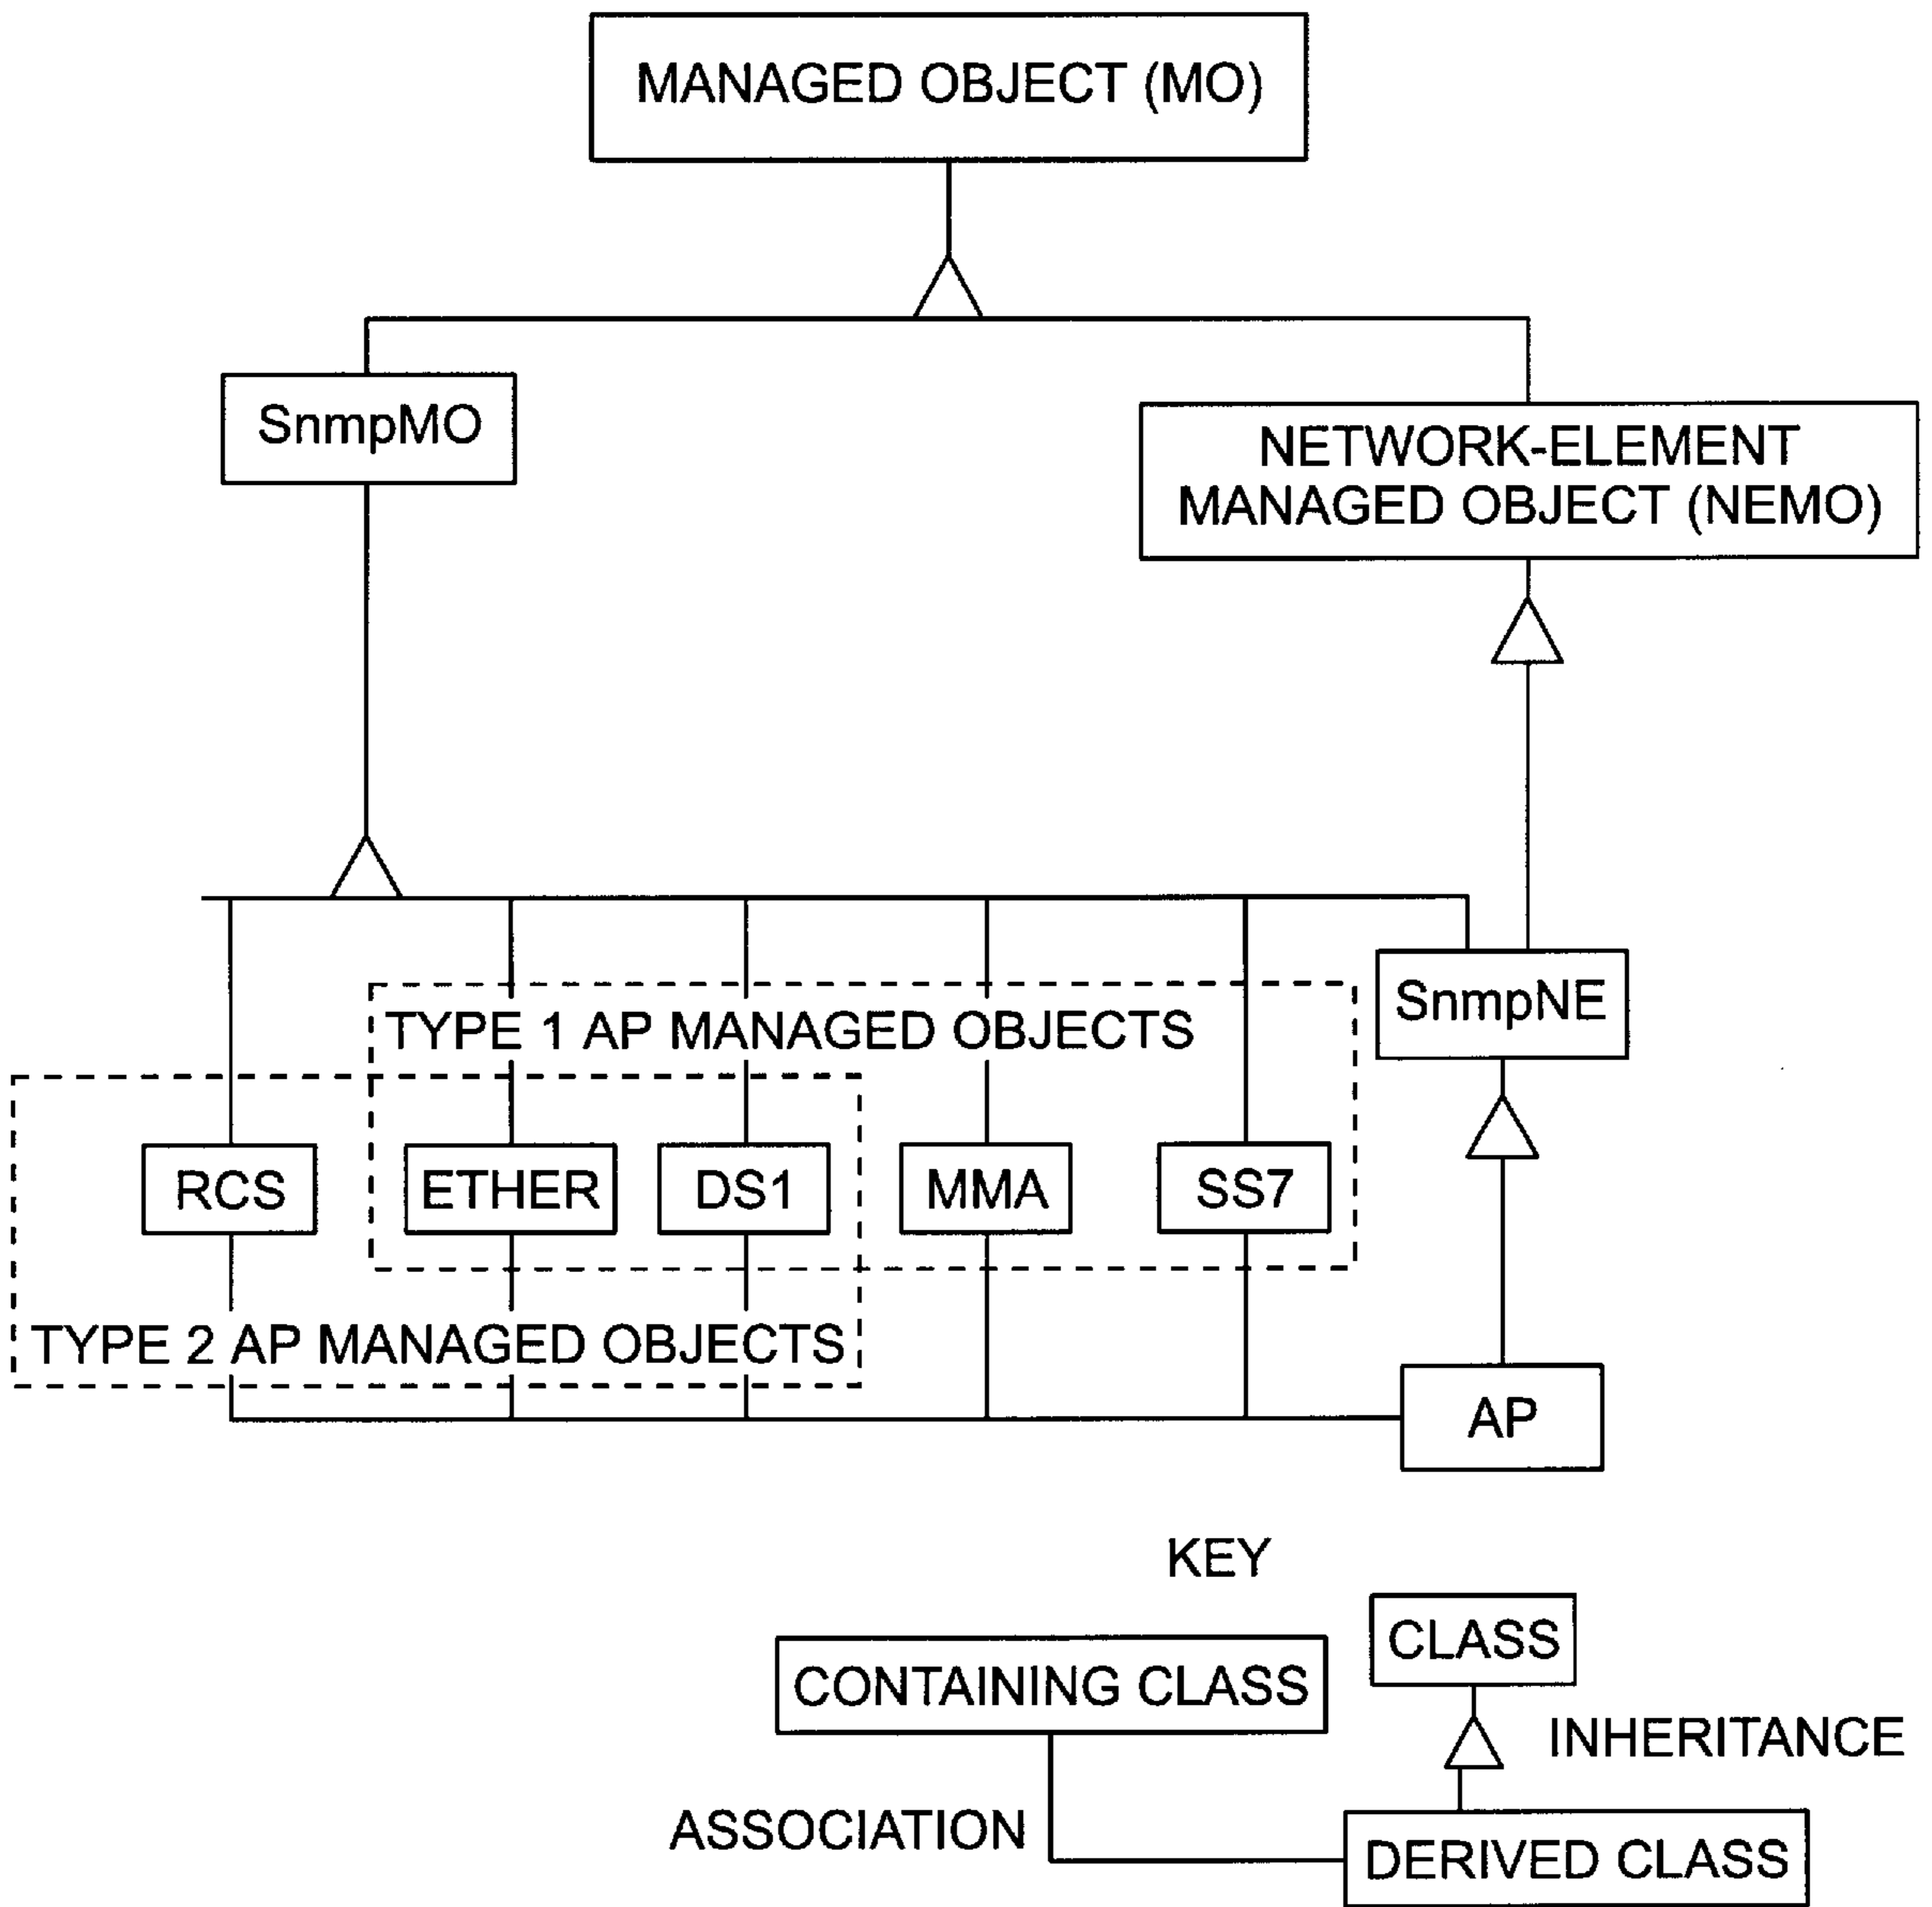 MANAGED OBJECT (MO)
SnmpMO
NETWORK-ELEMENT
MANAGED OBJECT (NEMO)
SnmpNE
TYPE 1 AP MANAGED OBJECTS
RCS
ETHER
DS1
MMA
SS7
TYPE 2 AP MANAGED OBJECTS
AP
KEY
CLASS
CONTAINING CLASS
INHERITANCE
ASSOCIATION
DERIVED CLASS